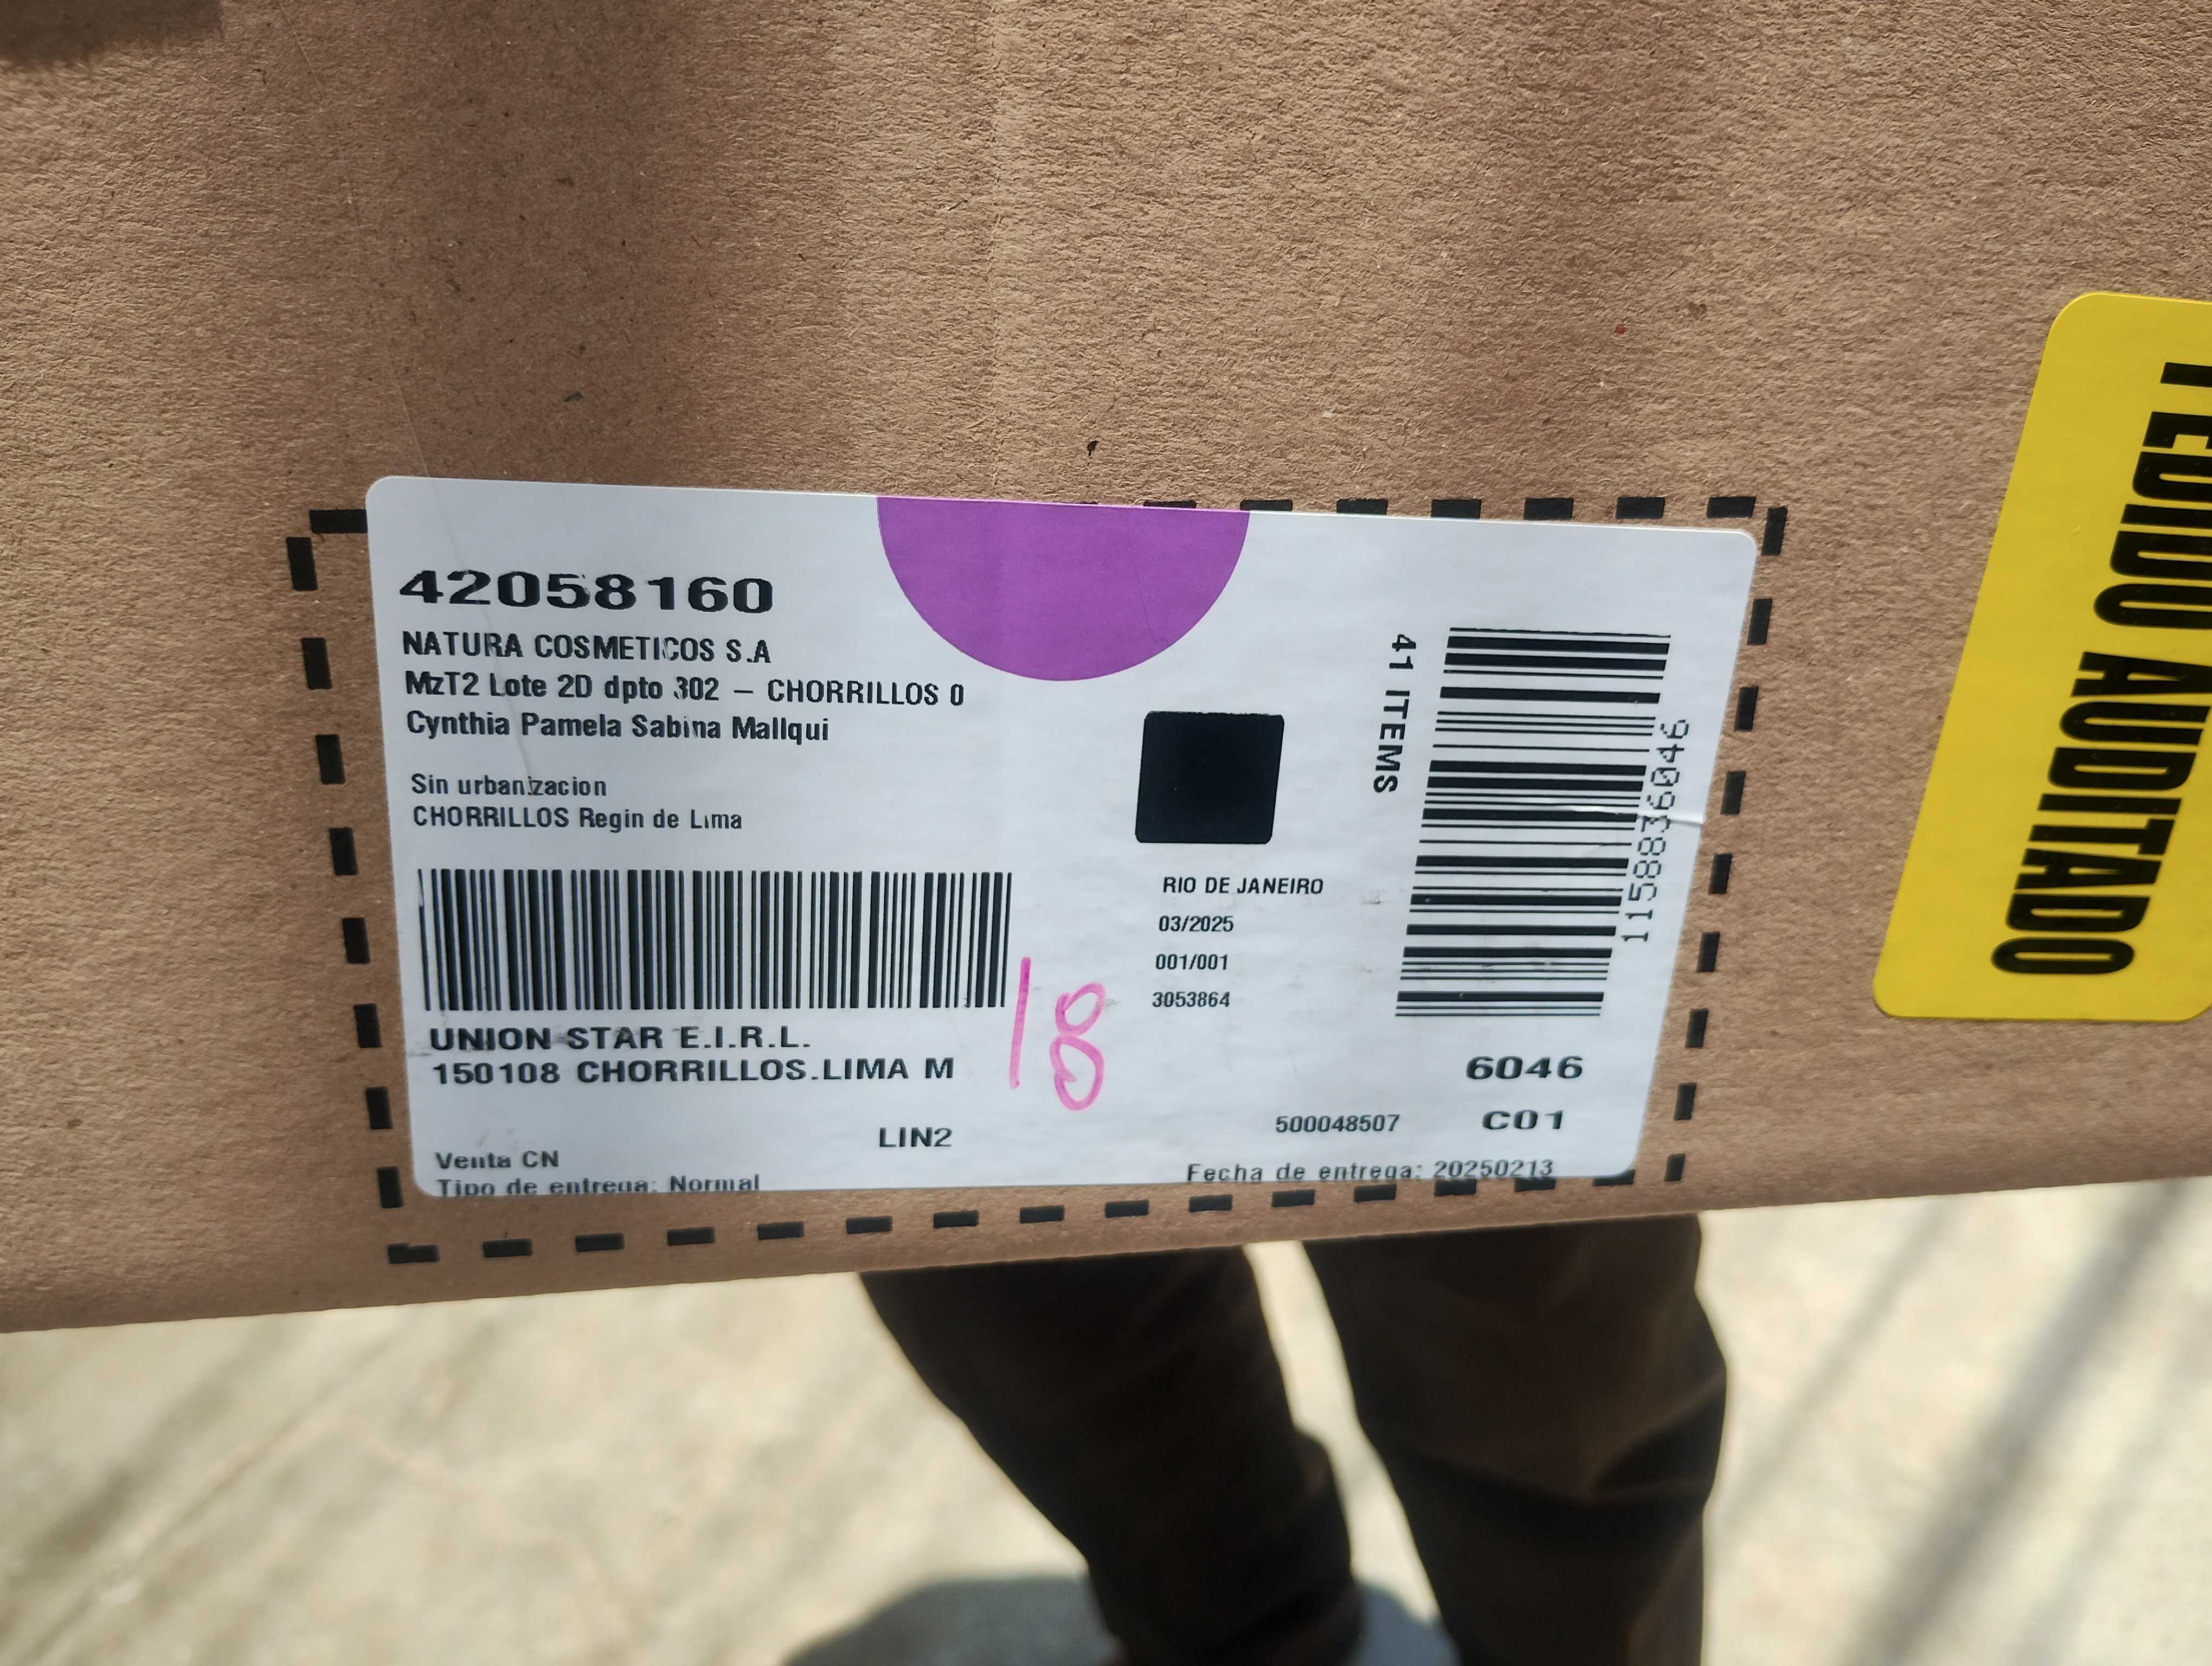 42058160
NATURA COSMETICOS S.A
MzT2 Lote 2D dpto 302 – CHORRILLOS 0
Cynthia Pamela Sabina Mallqui
Sin urbanizacion
CHORRILLOS Regin de Lima
UNION STAR E.I.R.L.
150108 CHORRILLOS.LIMA M
LIN2
Venta CN
Tipo de entrega: Normal
18
RIO DE JANEIRO
03/2025
001/001
3053864
41 ITEMS
11588336046
6046
500048507 C01
Fecha de entrega: 20250213
PEDIDO AUDITADO